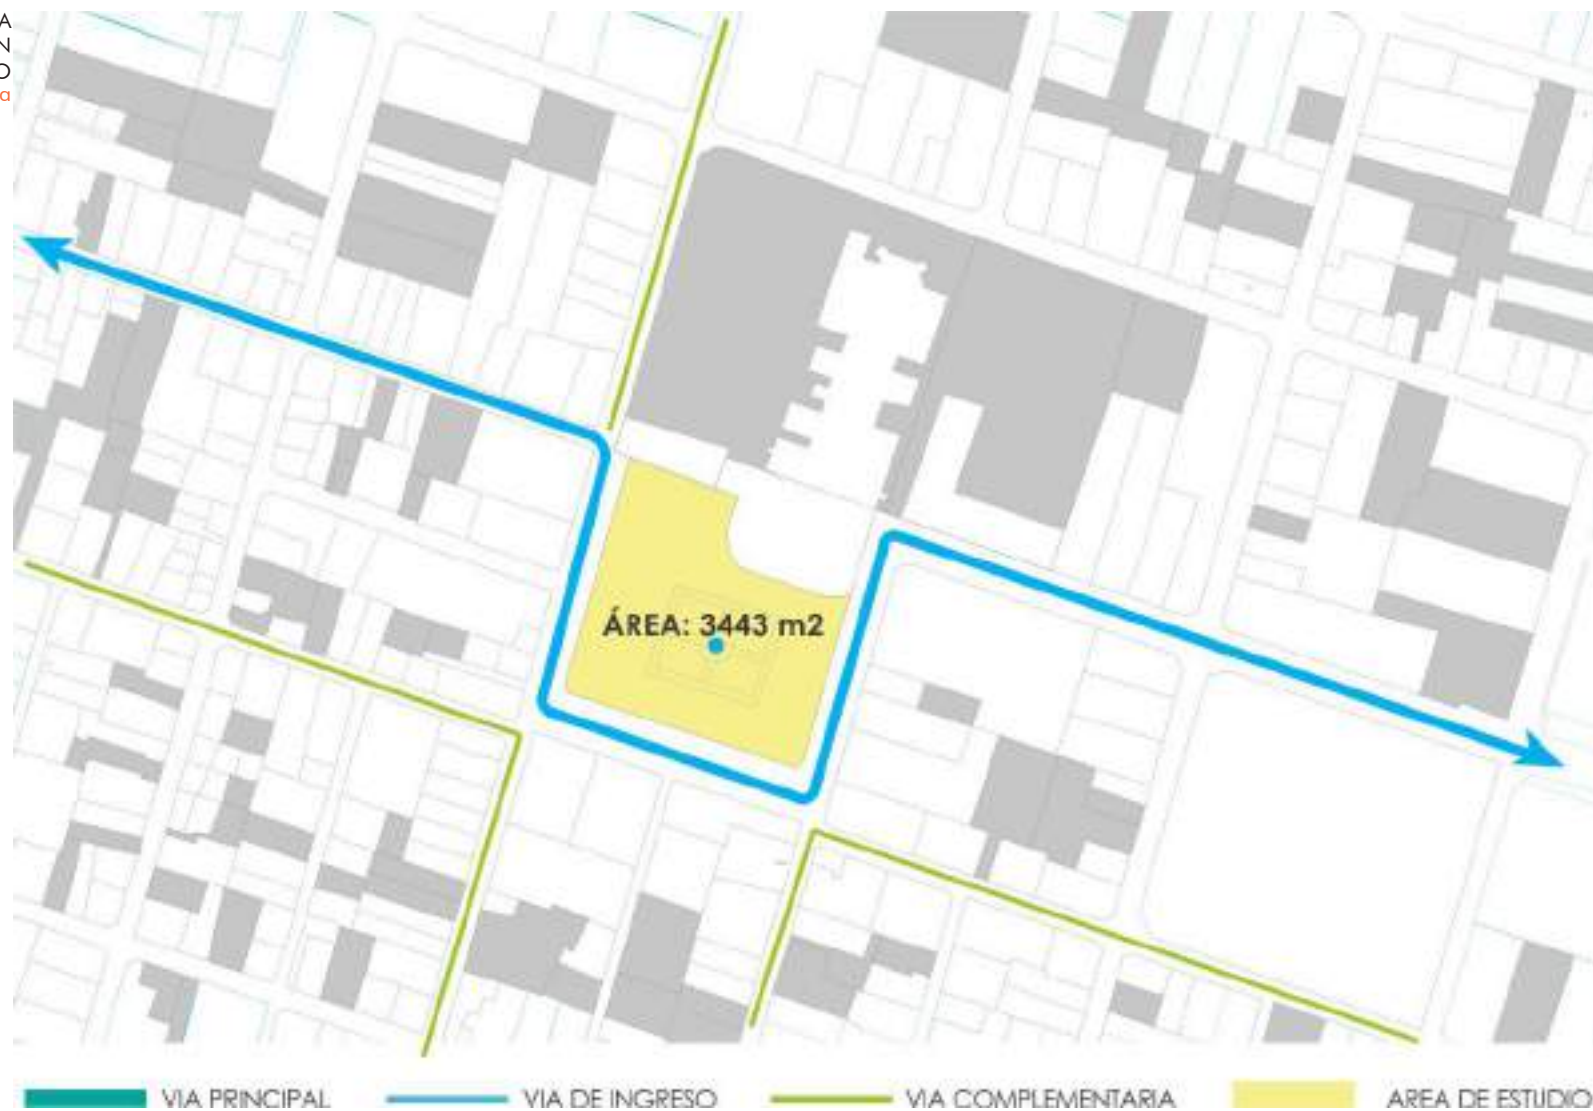 A
N
O
a
ÁREA: 3443 m2
VIA PRINCIPAL
VIA DE INGRESO
VIA COMPLEMENTARIA
AREA DE ESTUDIO